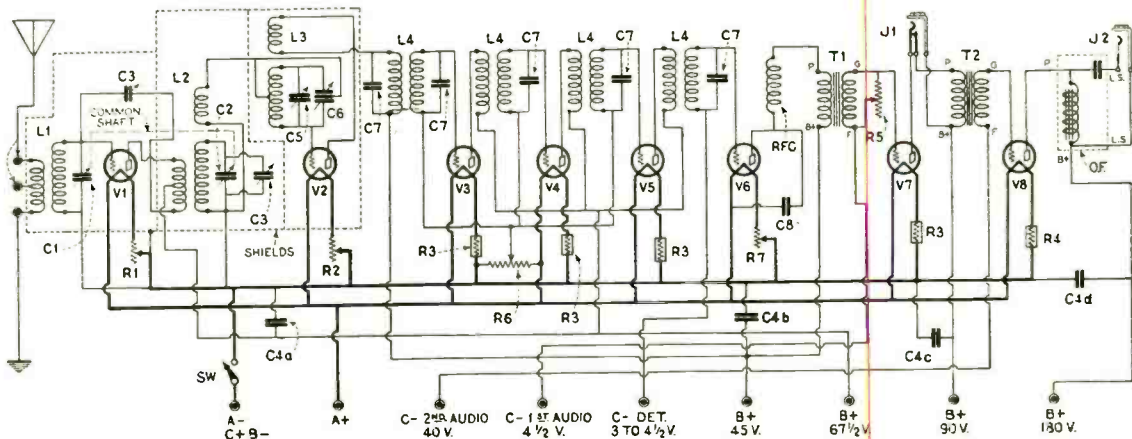 J1
J2
L3
C7
L4
L4
C7
L4
C7
L4
C7
T1
T2
P
G
P
G
P
L.S.
C3
L2
C2
C6
COMMON
SHAFT
L1
C5
C7
C7
RFC
R5
B+
F
B+
F
L.S.
B+
O.F.
V1
V2
V3
V4
V5
V6
V7
V8
C3
C8
C1
SHIELDS
R1
R2
R3
R3
R7
R3
R4
R6
R3
C4a
C4b
C4c
C4d
SW
A-
C+ B-
A+
C- 2ND AUDIO
40 V.
C- 1ST AUDIO
4 1/2 V.
C- DET.
3 TO 4 1/2 V.
B+
45 V.
B+
67 1/2 V.
B+
90 V.
B+
180 V.